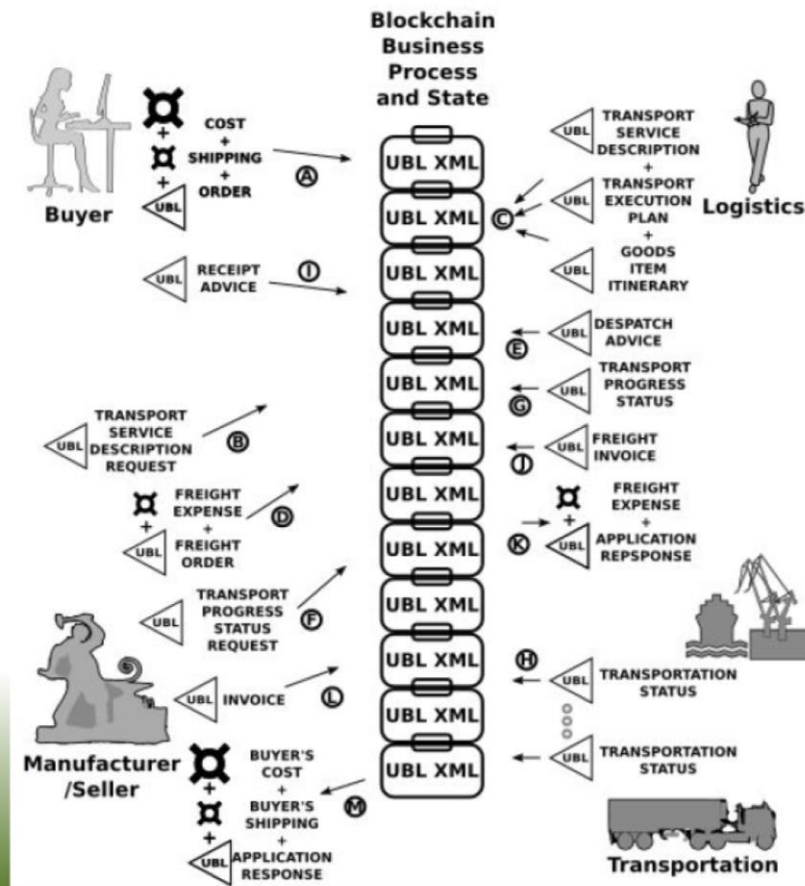 Blockchain
Business
Process
and State
COST
+
SHIPPING
+
ORDER
+
+
UBL
A
Buyer
UBL
RECEIPT
ADVICE
I
UBL
TRANSPORT
SERVICE
DESCRIPTION
REQUEST
B
+
UBL
FREIGHT
EXPENSE
+
FREIGHT
ORDER
D
UBL
TRANSPORT
PROGRESS
STATUS
REQUEST
F
UBL
INVOICE
L
Manufacturer
/Seller
+
+
UBL
BUYER'S
COST
+
BUYER'S
SHIPPING
+
APPLICATION
RESPONSE
M
UBL XML
UBL XML
UBL XML
UBL XML
UBL XML
UBL XML
UBL XML
UBL XML
UBL XML
UBL XML
UBL XML
UBL XML
C
UBL
TRANSPORT
SERVICE
DESCRIPTION
+
UBL
TRANSPORT
EXECUTION
PLAN
+
UBL
GOODS
ITEM
ITINERARY
Logistics
E
UBL
DESPATCH
ADVICE
G
UBL
TRANSPORT
PROGRESS
STATUS
J
UBL
FREIGHT
INVOICE
K
+
UBL
FREIGHT
EXPENSE
+
APPLICATION
REPSPONSE
H
UBL
TRANSPORTATION
STATUS
UBL
TRANSPORTATION
STATUS
Transportation